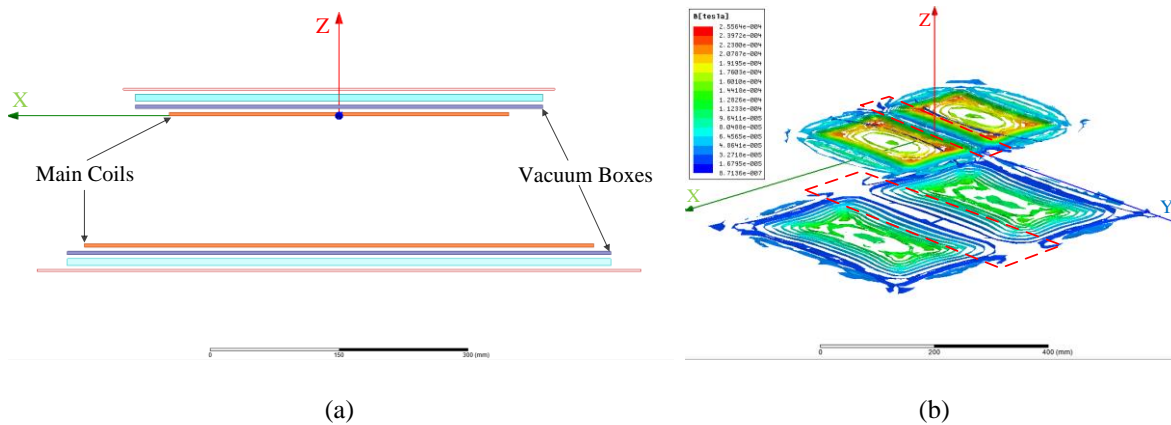 Z
X
Main Coils
Vacuum Boxes
0
150
300 (mm)
(a)
B[tesla]
2.5564e-004
2.3972e-004
2.2380e-004
2.0787e-004
1.9195e-004
1.7603e-004
1.6010e-004
1.4418e-004
1.2826e-004
1.1233e-004
9.6411e-005
8.0488e-005
6.4565e-005
4.8641e-005
3.2718e-005
1.6795e-005
8.7136e-007
Z
X
Y
0
200
400 (mm)
(b)